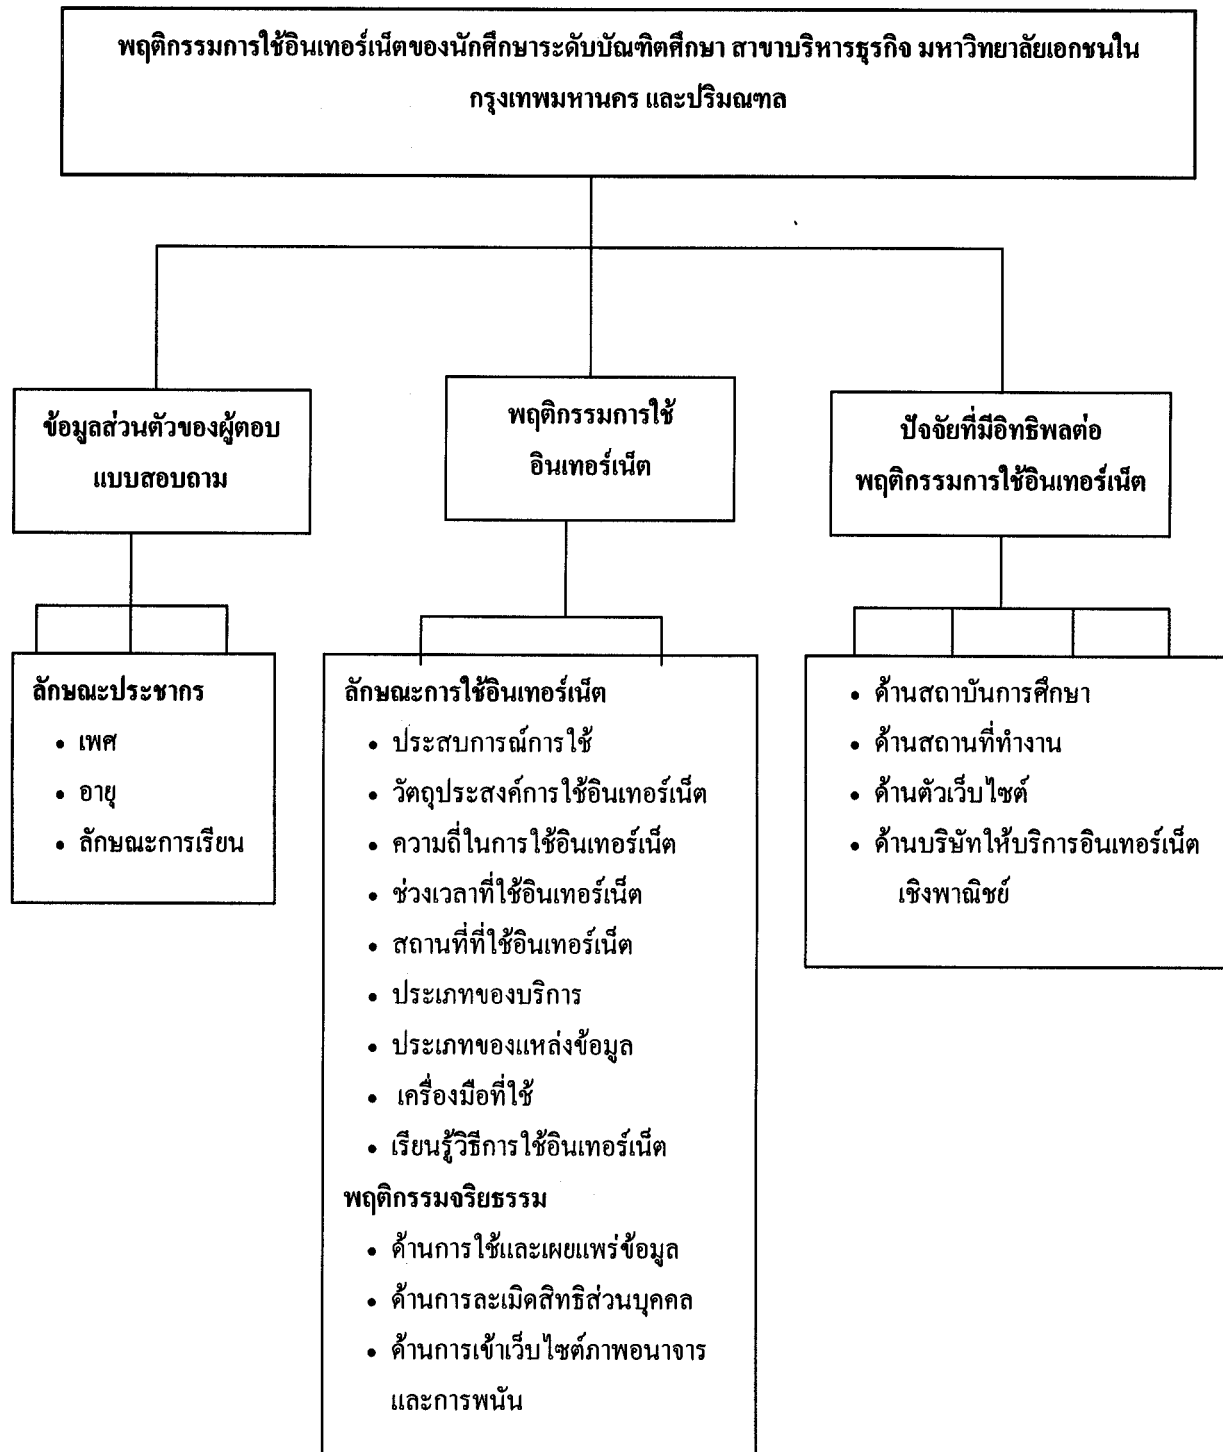 พฤติกรรมการใช้อินเทอร์เน็ตของนักศึกษาระดับบัณฑิตศึกษา สาขาบริหารธุรกิจ มหาวิทยาลัยเอกชนใน
กรุงเทพมหานคร และปริมณฑล
ข้อมูลส่วนตัวของผู้ตอบ
แบบสอบถาม
พฤติกรรมการใช้
อินเทอร์เน็ต
ปัจจัยที่มีอิทธิพลต่อ
พฤติกรรมการใช้อินเทอร์เน็ต
ลักษณะประชากร
• เพศ
• อายุ
• ลักษณะการเรียน
ลักษณะการใช้อินเทอร์เน็ต
• ประสบการณ์การใช้
• วัตถุประสงค์การใช้อินเทอร์เน็ต
• ความถี่ในการใช้อินเทอร์เน็ต
• ช่วงเวลาที่ใช้อินเทอร์เน็ต
• สถานที่ที่ใช้อินเทอร์เน็ต
• ประเภทของบริการ
• ประเภทของแหล่งข้อมูล
• เครื่องมือที่ใช้
• เรียนรู้วิธีการใช้อินเทอร์เน็ต
พฤติกรรมจริยธรรม
• ด้านการใช้และเผยแพร่ข้อมูล
• ด้านการละเมิดสิทธิส่วนบุคคล
• ด้านการเข้าเว็บไซต์ภาพอนาจาร
และการพนัน
• ด้านสถาบันการศึกษา
• ด้านสถานที่ทำงาน
• ด้านตัวเว็บไซต์
• ด้านบริษัทให้บริการอินเทอร์เน็ต
เชิงพาณิชย์